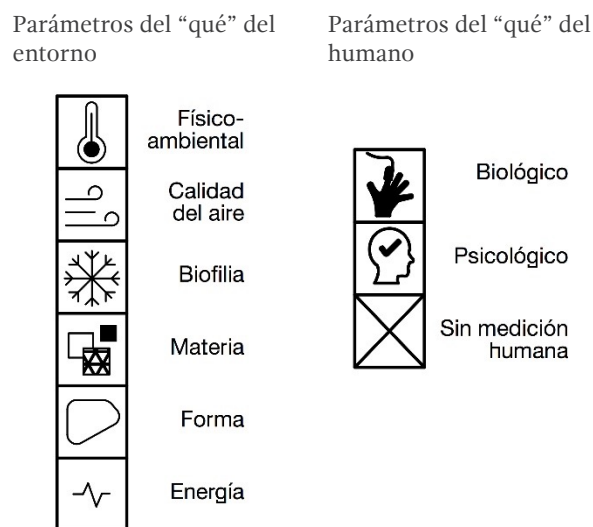 Parámetros del “qué” del
entorno
Físico-
ambiental
Calidad
del aire
Biofilia
Materia
Forma
Energía
Parámetros del “qué” del
humano
Biológico
Psicológico
Sin medición
humana